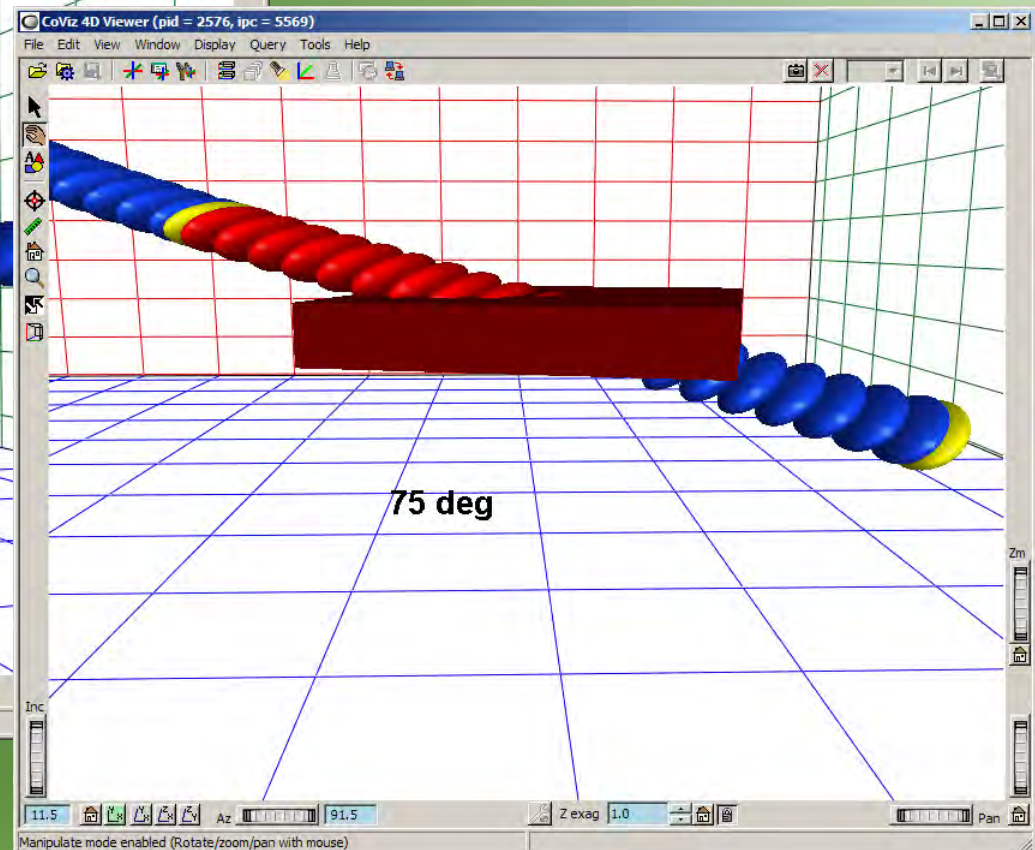 CoViz 4D Viewer (pid = 2576, ipc = 5569)
File Edit View Window Display Query Tools Help
75 deg
Zm
Inc
11.5 Az 91.5 Z exag 1.0 Pan
Manipulate mode enabled (Rotate/zoom/pan with mouse)